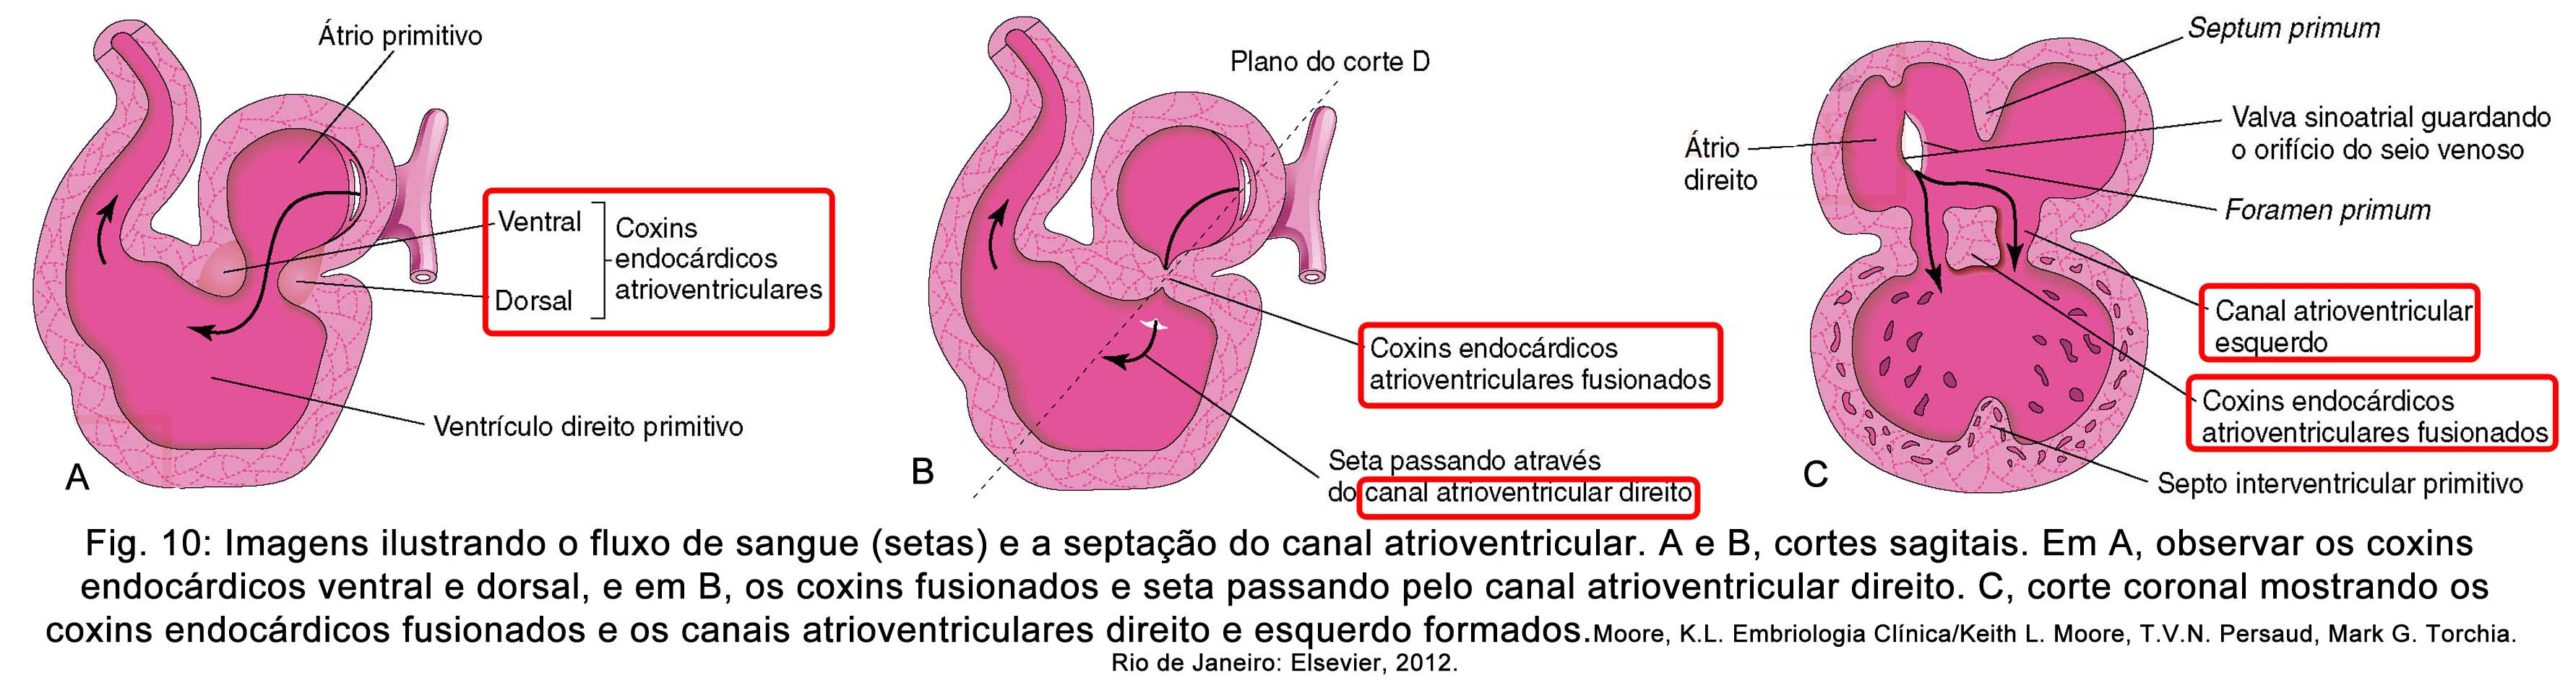 Átrio primitivo
Ventral
Dorsal
Coxins
endocárdicos
atrioventriculares
Ventrículo direito primitivo
A
Plano do corte D
Coxins endocárdicos
atrioventriculares fusionados
Seta passando através
do canal atrioventricular direito
B
Septum primum
Valva sinoatrial guardando
o orifício do seio venoso
Átrio
direito
Foramen primum
Canal atrioventricular
esquerdo
Coxins endocárdicos
atrioventriculares fusionados
Septo interventricular primitivo
C
Fig. 10: Imagens ilustrando o fluxo de sangue (setas) e a septação do canal atrioventricular. A e B, cortes sagitais. Em A, observar os coxins
endocárdicos ventral e dorsal, e em B, os coxins fusionados e seta passando pelo canal atrioventricular direito. C, corte coronal mostrando os
coxins endocárdicos fusionados e os canais atrioventriculares direito e esquerdo formados. Moore, K.L. Embriologia Clínica/Keith L. Moore, T.V.N. Persaud, Mark G. Torchia.
Rio de Janeiro: Elsevier, 2012.